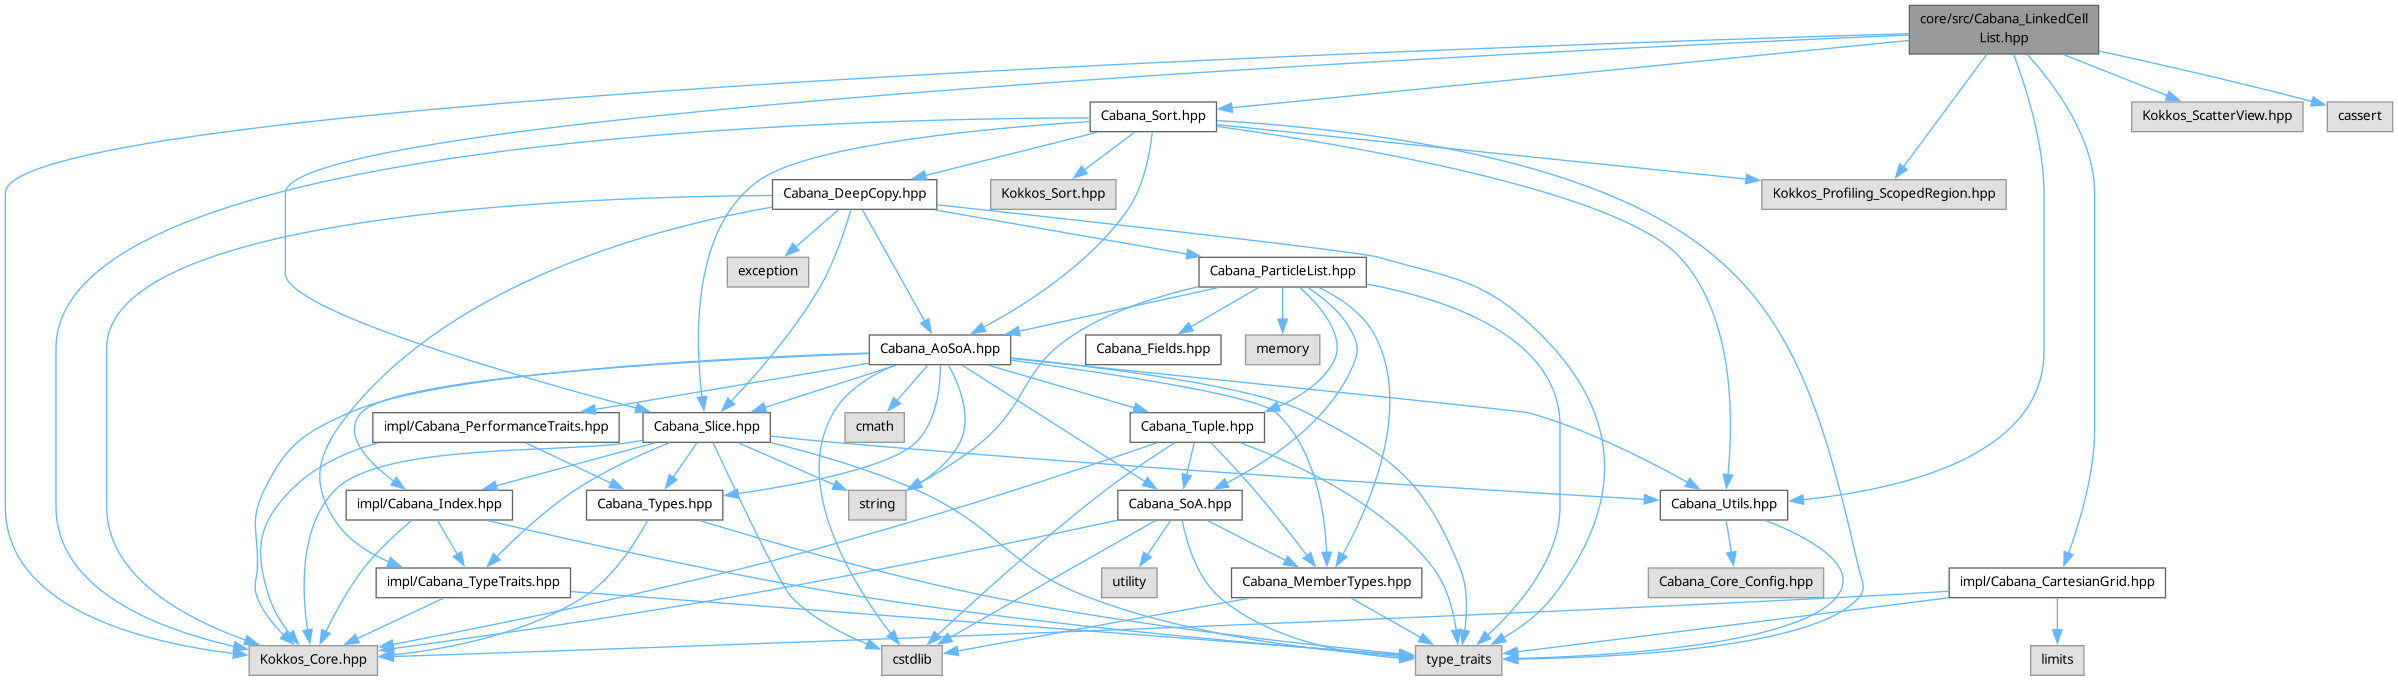 core/src/Cabana_LinkedCell
List.hpp
Cabana_Sort.hpp
Kokkos_ScatterView.hpp
cassert
Cabana_DeepCopy.hpp
Kokkos_Sort.hpp
Kokkos_Profiling_ScopedRegion.hpp
exception
Cabana_ParticleList.hpp
Cabana_AoSoA.hpp
Cabana_Fields.hpp
memory
impl/Cabana_PerformanceTraits.hpp
Cabana_Slice.hpp
cmath
Cabana_Tuple.hpp
impl/Cabana_Index.hpp
Cabana_Types.hpp
string
Cabana_SoA.hpp
Cabana_Utils.hpp
impl/Cabana_TypeTraits.hpp
utility
Cabana_MemberTypes.hpp
Cabana_Core_Config.hpp
impl/Cabana_CartesianGrid.hpp
Kokkos_Core.hpp
cstdlib
type_traits
limits